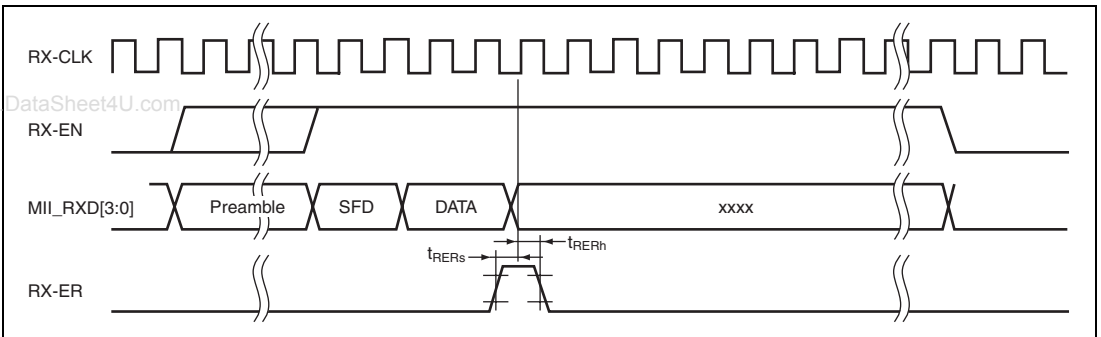 RX-CLK
DataSheet4U.com
RX-EN
MII_RXD[3:0]
Preamble
SFD
DATA
xxxx
tRERs
tRERh
RX-ER